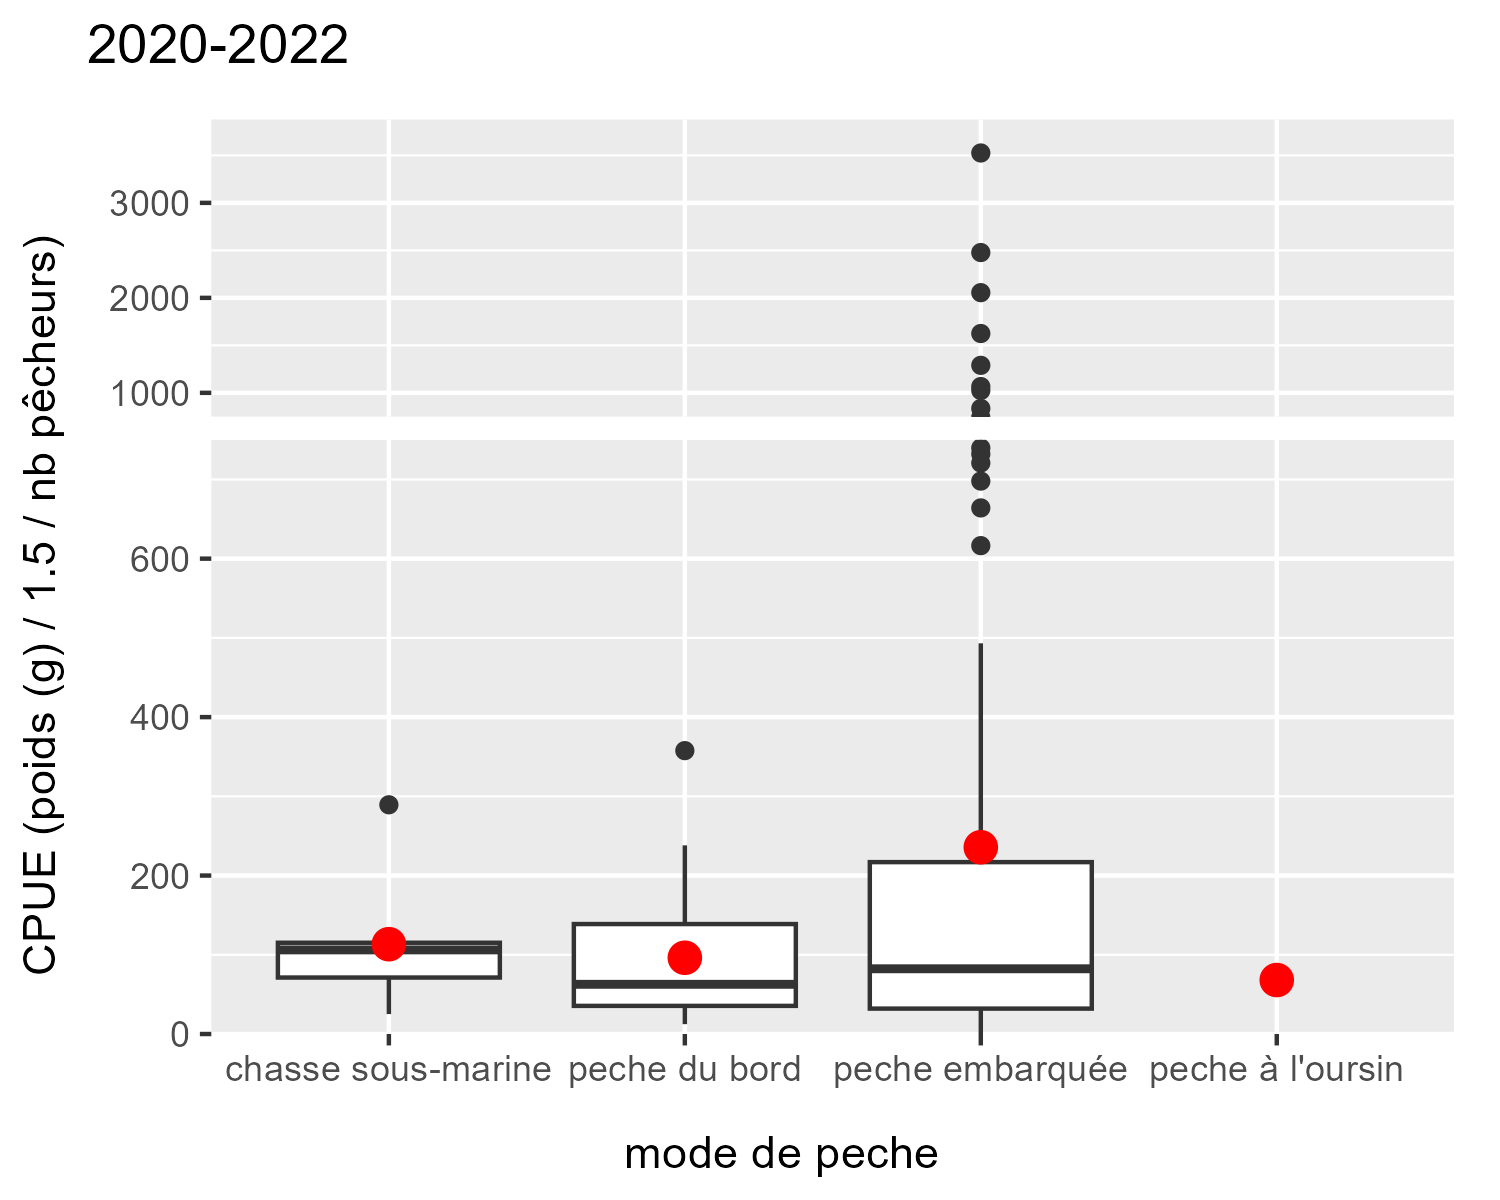 2020-2022
CPUE (poids (g) / 1.5 / nb pêcheurs)
3000
2000
1000
600
400
200
0
chasse sous-marine peche du bord peche embarquée peche à l'oursin
mode de peche